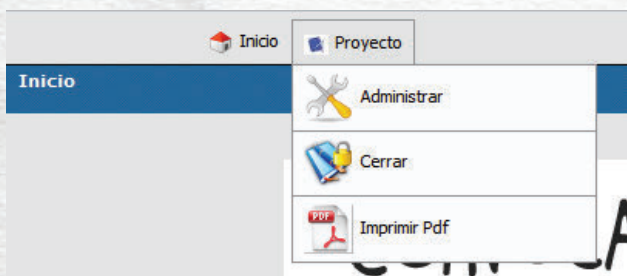 Inicio Proyecto
Inicio
Administrar
Cerrar
PDF
Imprimir Pdf